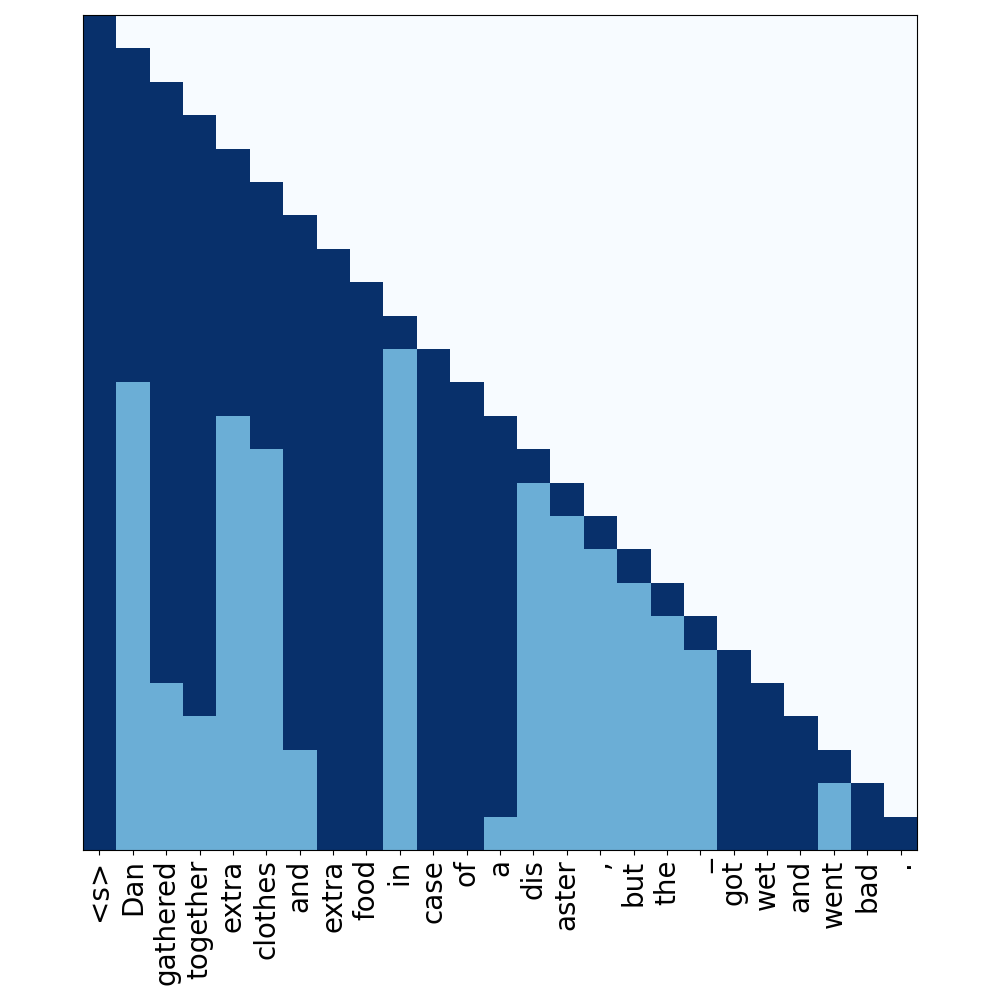 <s> Dan gathered together extra clothes and extra food in case of a dis aster , but the _ got wet and went bad .